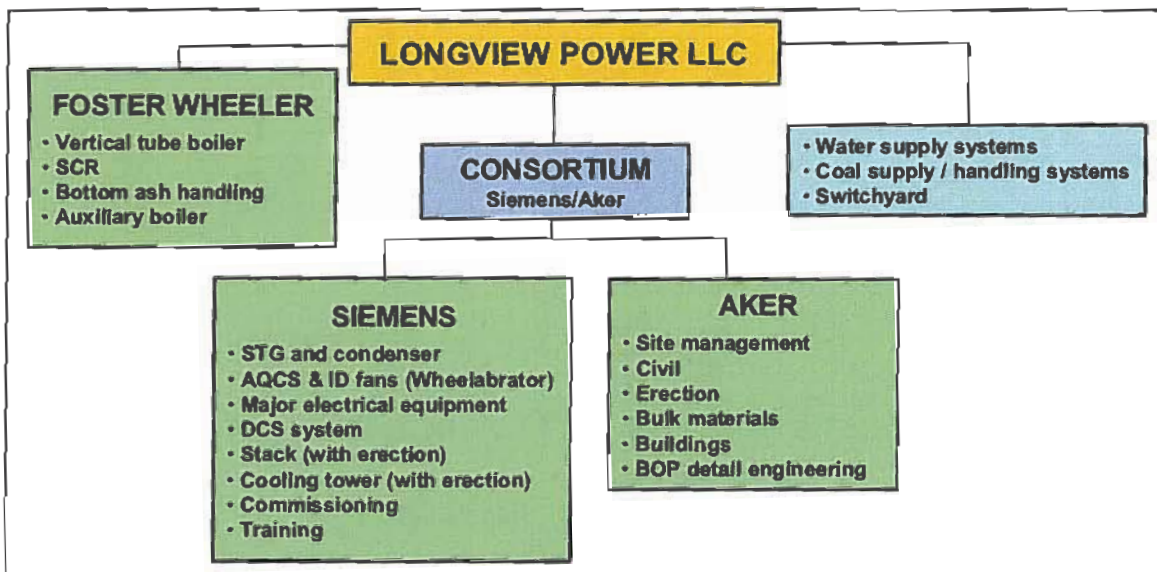 LONGVIEW POWER LLC
FOSTER WHEELER
• Vertical tube boiler
• SCR
• Bottom ash handling
• Auxiliary boiler
CONSORTIUM
Siemens/Aker
• Water supply systems
• Coal supply / handling systems
• Switchyard
SIEMENS
• STG and condenser
• AQCS & ID fans (Wheelabrator)
• Major electrical equipment
• DCS system
• Stack (with erection)
• Cooling tower (with erection)
• Commissioning
• Training
AKER
• Site management
• Civil
• Erection
• Bulk materials
• Buildings
• BOP detail engineering